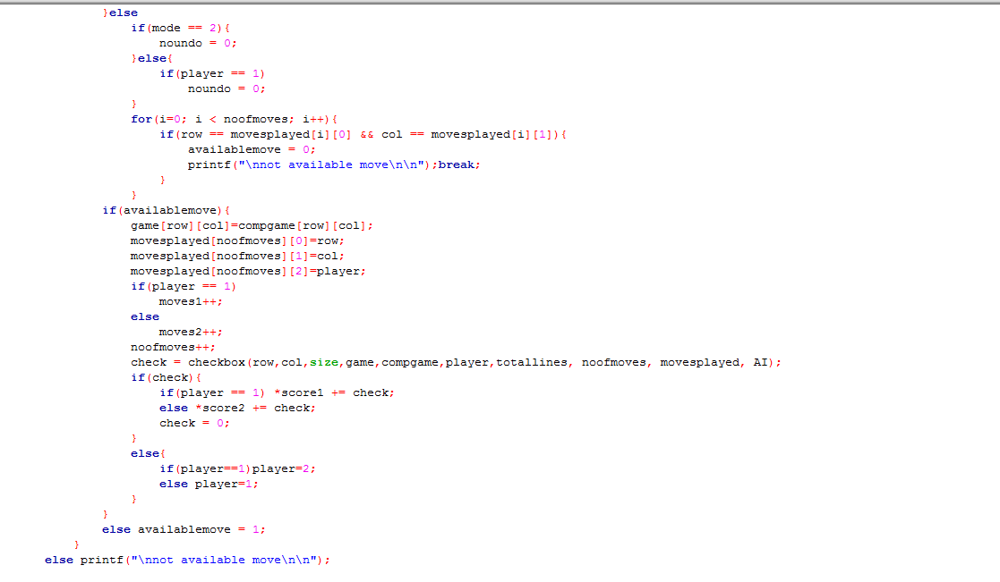 }else
if(mode == 2){
noundo = 0;
}else{
if(player == 1)
noundo = 0;
}
for(i=0; i < noofmoves; i++){
if(row == movesplayed[i][0] && col == movesplayed[i][1]){
availablemove = 0;
printf("\nnot available move\n\n");break;
}
}
if(availablemove){
game[row][col]=compgame[row][col];
movesplayed[noofmoves][0]=row;
movesplayed[noofmoves][1]=col;
movesplayed[noofmoves][2]=player;
if(player == 1)
moves1++;
else
moves2++;
noofmoves++;
check = checkbox(row,col,size,game,compgame,player,totallines, noofmoves, movesplayed, AI);
if(check){
if(player == 1) *score1 += check;
else *score2 += check;
check = 0;
}
else{
if(player==1)player=2;
else player=1;
}
}
else availablemove = 1;
}
else printf("\nnot available move\n\n");